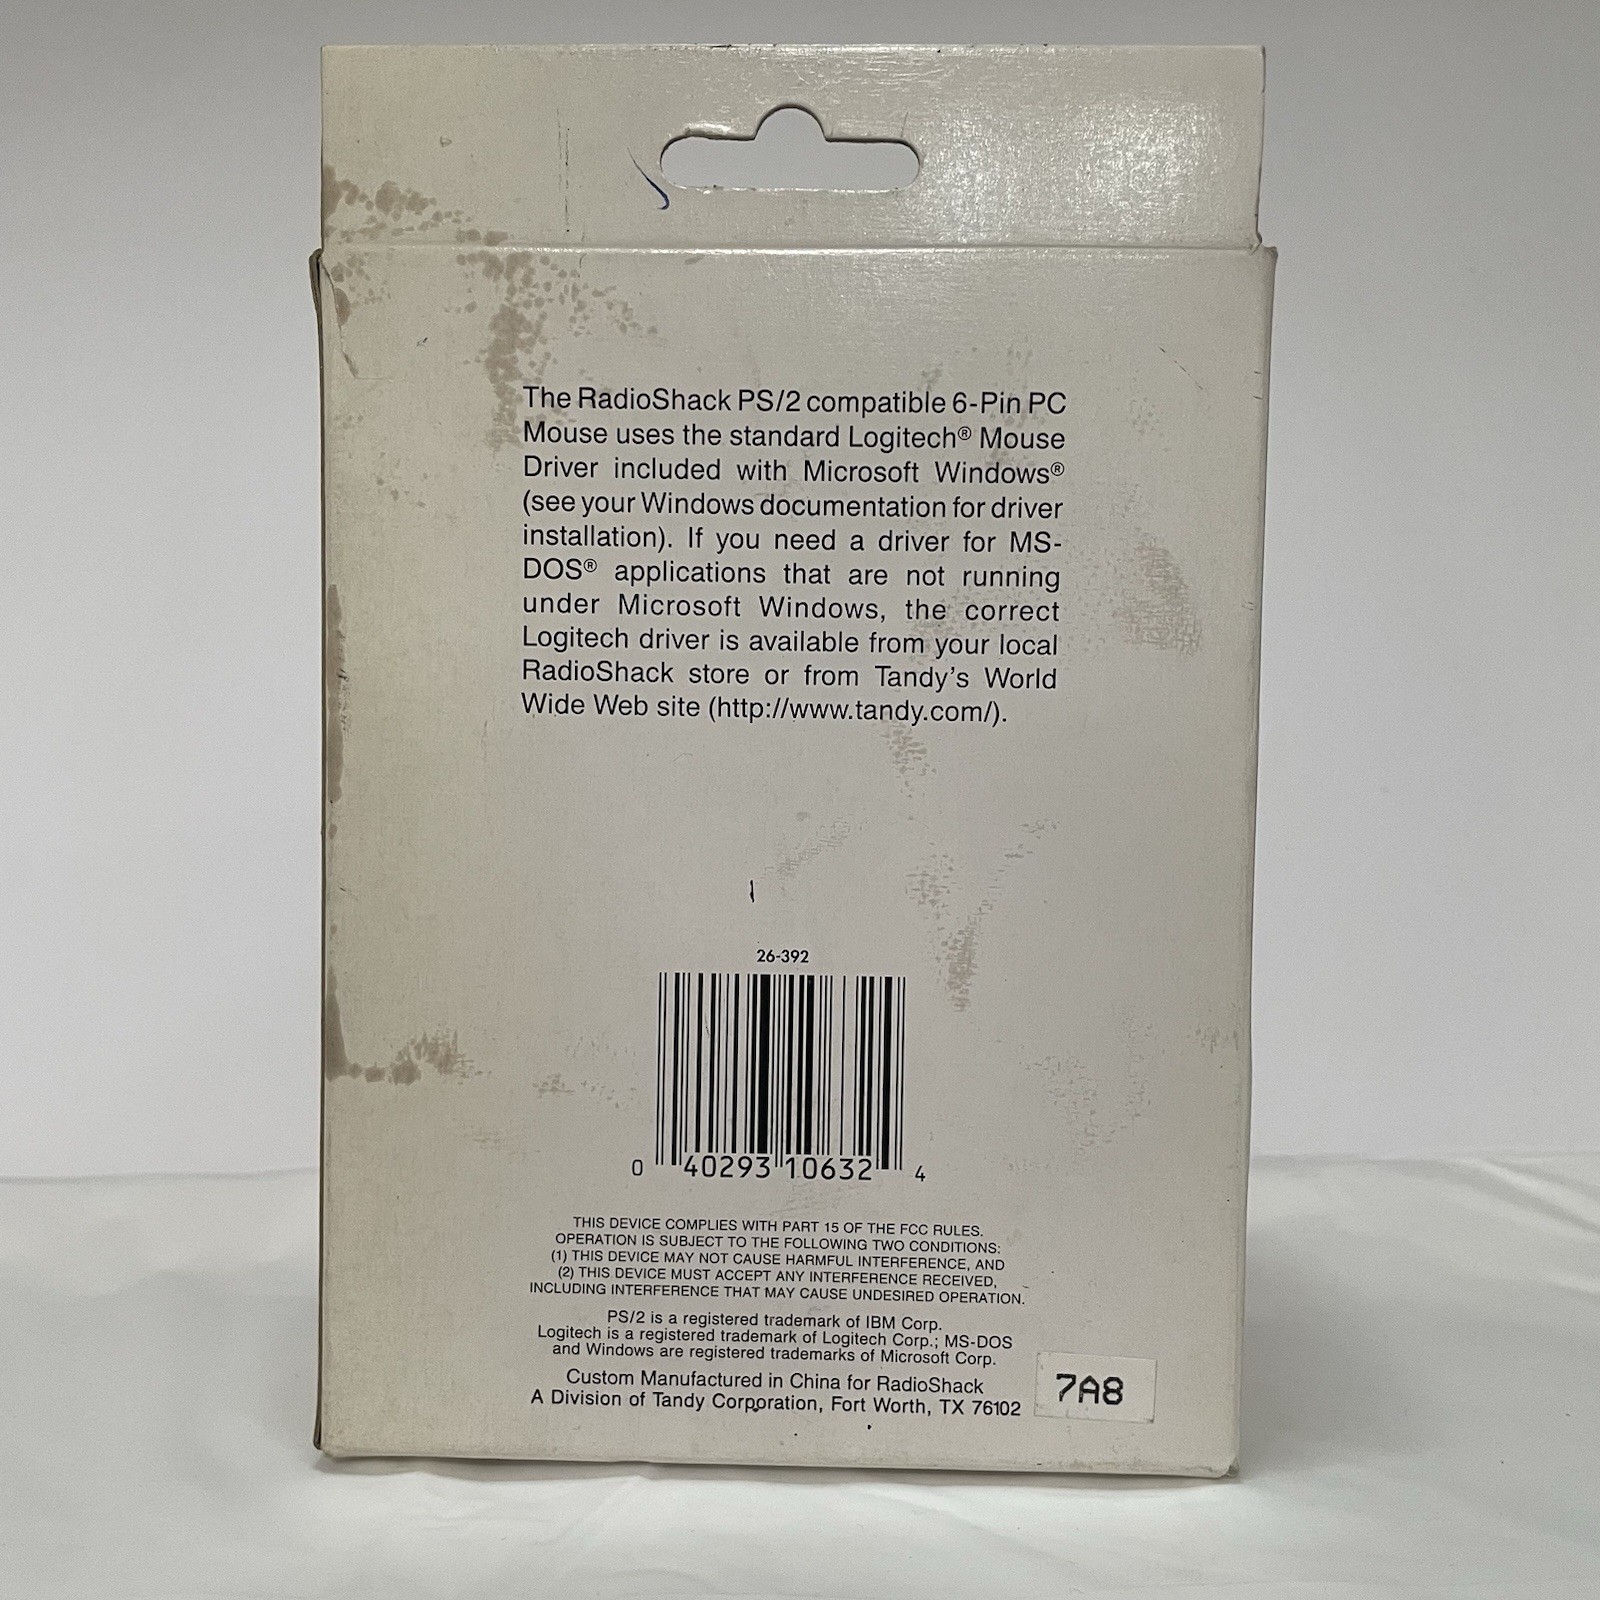 The RadioShack PS/2 compatible 6-Pin PC
Mouse uses the standard Logitech® Mouse
Driver included with Microsoft Windows®
(see your Windows documentation for driver
installation). If you need a driver for MS-
DOS® applications that are not running
under Microsoft Windows, the correct
Logitech driver is available from your local
RadioShack store or from Tandy's World
Wide Web site (http://www.tandy.com/).
26-392
0 40293 10632 4
THIS DEVICE COMPLIES WITH PART 15 OF THE FCC RULES.
OPERATION IS SUBJECT TO THE FOLLOWING TWO CONDITIONS:
(1) THIS DEVICE MAY NOT CAUSE HARMFUL INTERFERENCE, AND
(2) THIS DEVICE MUST ACCEPT ANY INTERFERENCE RECEIVED,
INCLUDING INTERFERENCE THAT MAY CAUSE UNDESIRED OPERATION.
PS/2 is a registered trademark of IBM Corp.
Logitech is a registered trademark of Logitech Corp.; MS-DOS
and Windows are registered trademarks of Microsoft Corp.
Custom Manufactured in China for RadioShack
A Division of Tandy Corporation, Fort Worth, TX 76102
7A8